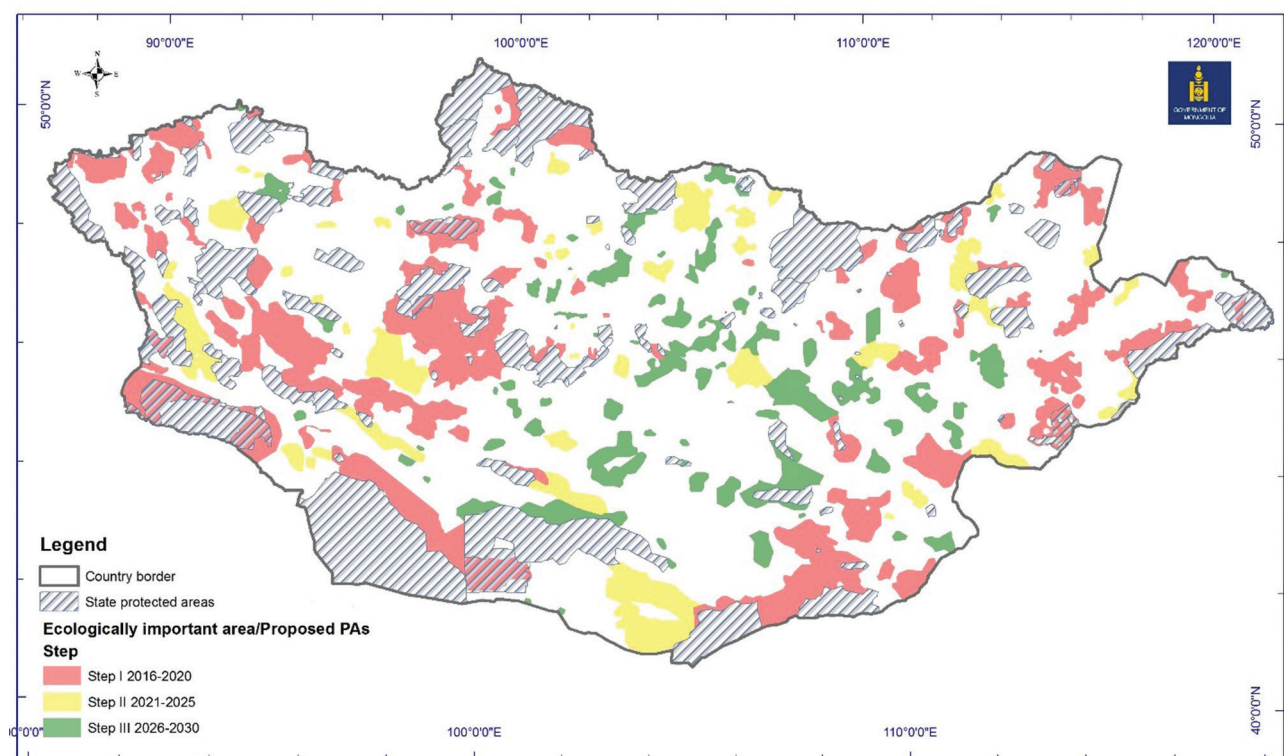 90°0'0"E 100°0'0"E 110°0'0"E 120°0'0"E
N
W E
S
50°0'0"N
50°0'0"N
GOVERNMENT OF
MONGOLIA
Legend
Country border
State protected areas
Ecologically important area/Proposed PAs
Step
Step I 2016-2020
Step II 2021-2025
Step III 2026-2030
40°0'0"N
100°0'0"E 110°0'0"E